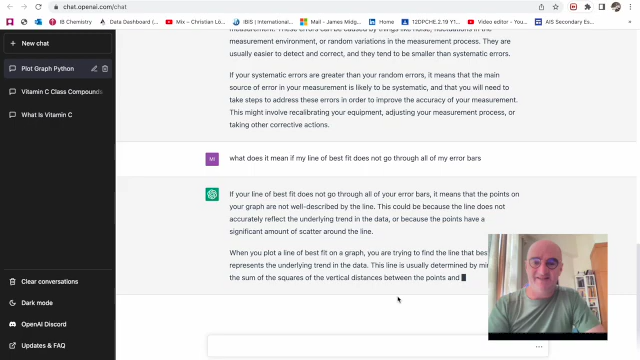 chat.openai.com/chat
Apps
IB Chemistry
Data Dashboard (...
Mix – Christian Lö...
IBIS | International...
Mail - James Midg...
12DPCHE 2.19 Y1...
Video editor - You...
AIS Secondary Es...
+ New chat
Plot Graph Python
Vitamin C Class Compounds
What Is Vitamin C
Clear conversations
Dark mode
OpenAI Discord
Updates & FAQ
measurement. These errors can be caused by things like noise, fluctuations in the
measurement environment, or random variations in the measurement process. They are
usually easier to detect and correct, and they tend to be smaller than systematic errors.
If your systematic errors are greater than your random errors, it means that the main
source of error in your measurement is likely to be systematic, and that you will need to
take steps to address these errors in order to improve the accuracy of your measurement.
This might involve recalibrating your equipment, adjusting your measurement process, or
taking other corrective actions.
MI
what does it mean if my line of best fit does not go through all of my error bars
If your line of best fit does not go through all of your error bars, it means that the points on
your graph are not well-described by the line. This could be because the line does not
accurately reflect the underlying trend in the data, or because the points have a
significant amount of scatter around the line.
When you plot a line of best fit on a graph, you are trying to find the line that bes
represents the underlying trend in the data. This line is usually determined by mi
the sum of the squares of the vertical distances between the points and